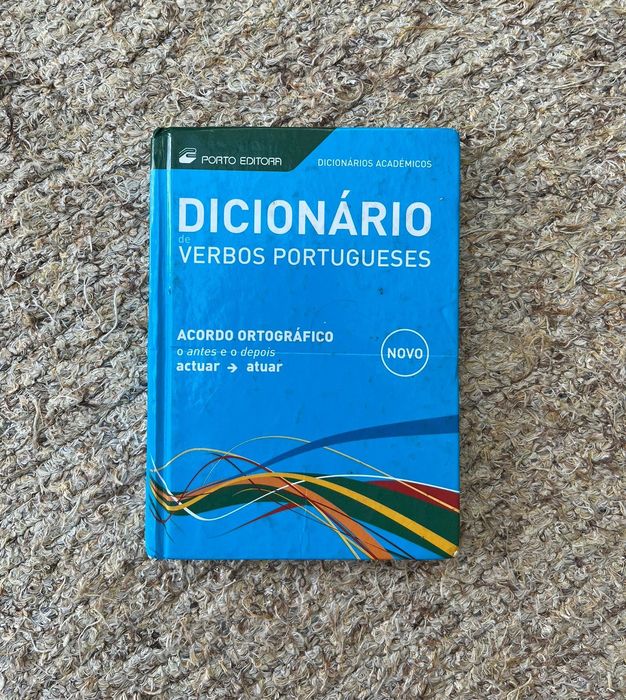 PORTO EDITORA
DICIONÁRIOS ACADÉMICOS
DICIONÁRIO
de
VERBOS PORTUGUESES
ACORDO ORTOGRÁFICO
o antes e o depois
actuar → atuar
NOVO